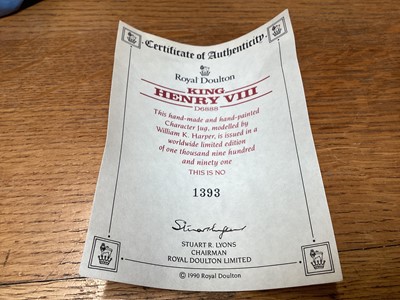 Certificate of Authenticity
Royal Doulton
KING
HENRY VIII
D6888
This hand-made and hand-painted
Character Jug, modelled by
William K. Harper, is issued in a
worldwide limited edition
of one thousand nine hundred
and ninety one
THIS IS NO
1393
STUART R. LYONS
CHAIRMAN
ROYAL DOULTON LIMITED
© 1990 Royal Doulton